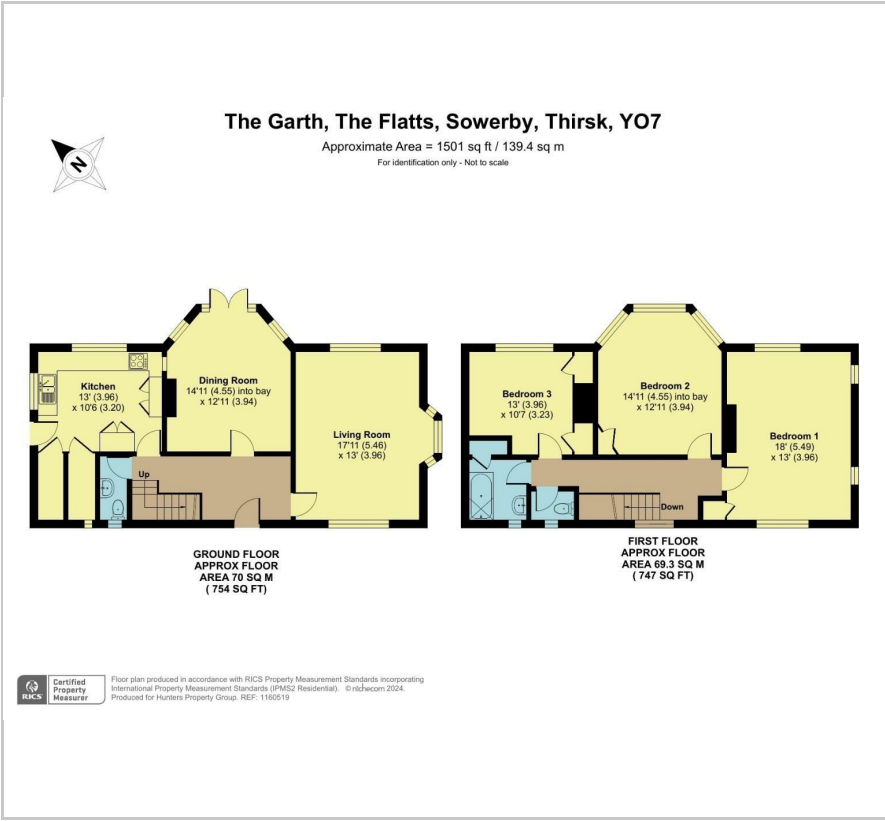 The Garth, The Flatts, Sowerby, Thirsk, YO7
Approximate Area = 1501 sq ft / 139.4 sq m
For identification only - Not to scale
N
Kitchen
13' (3.96)
x 10'6 (3.20)
Dining Room
14'11 (4.55) into bay
x 12'11 (3.94)
Living Room
17'11 (5.46)
x 13' (3.96)
Up
GROUND FLOOR
APPROX FLOOR
AREA 70 SQ M
( 754 SQ FT)
Bedroom 3
13' (3.96)
x 10'7 (3.23)
Bedroom 2
14'11 (4.55) into bay
x 12'11 (3.94)
Bedroom 1
18' (5.49)
x 13' (3.96)
Down
FIRST FLOOR
APPROX FLOOR
AREA 69.3 SQ M
( 747 SQ FT)
RICS
Certified
Property
Measurer
Floor plan produced in accordance with RICS Property Measurement Standards incorporating
International Property Measurement Standards (IPMS2 Residential). © 2024.
Produced for Hunters Property Group. REF: 1160519